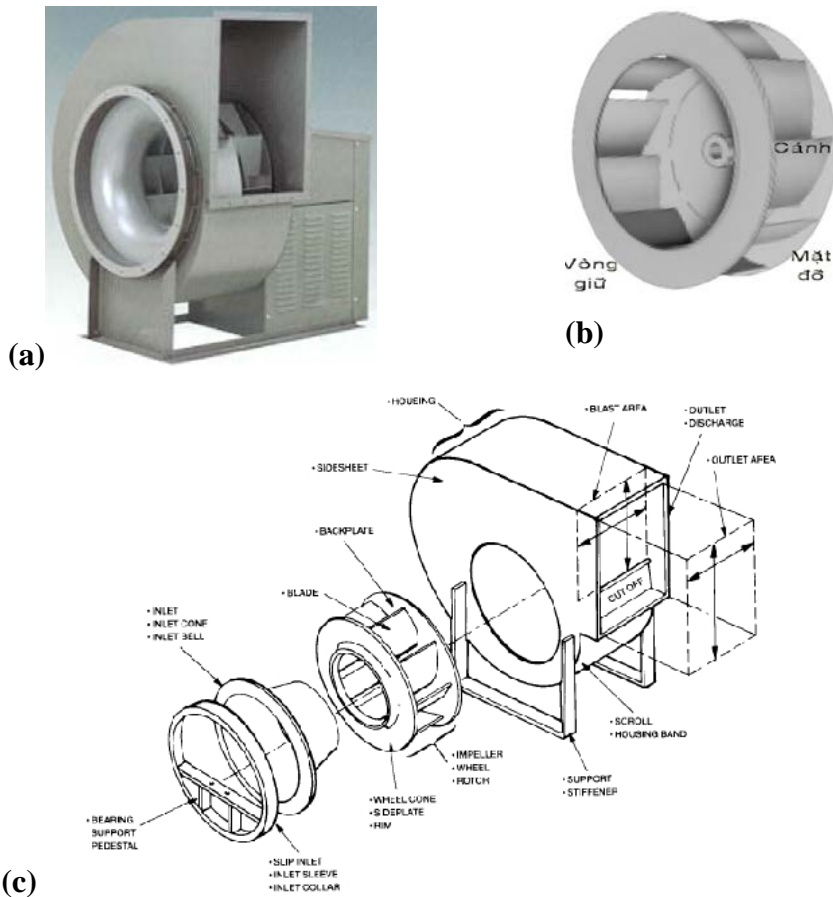 (a)
Cánh
Vòng
giữ
Mặt
đỡ
(b)
• HOUSING
• BLAST AREA
• OUTLET
• DISCHARGE
• OUTLET AREA
• SIDESHEET
• BACKPLATE
• BLADE
CUT OFF
• INLET
• INLET CONE
• INLET BELL
• SCROLL
• HOUSING BAND
• IMPELLER
• WHEEL
• ROTOR
• SUPPORT
• STIFFENER
• WHEEL CONE
• SIDEPLATE
• RIM
• BEARING
SUPPORT
PEDESTAL
• SLIP INLET
• INLET SLEEVE
• INLET COLLAR
(c)